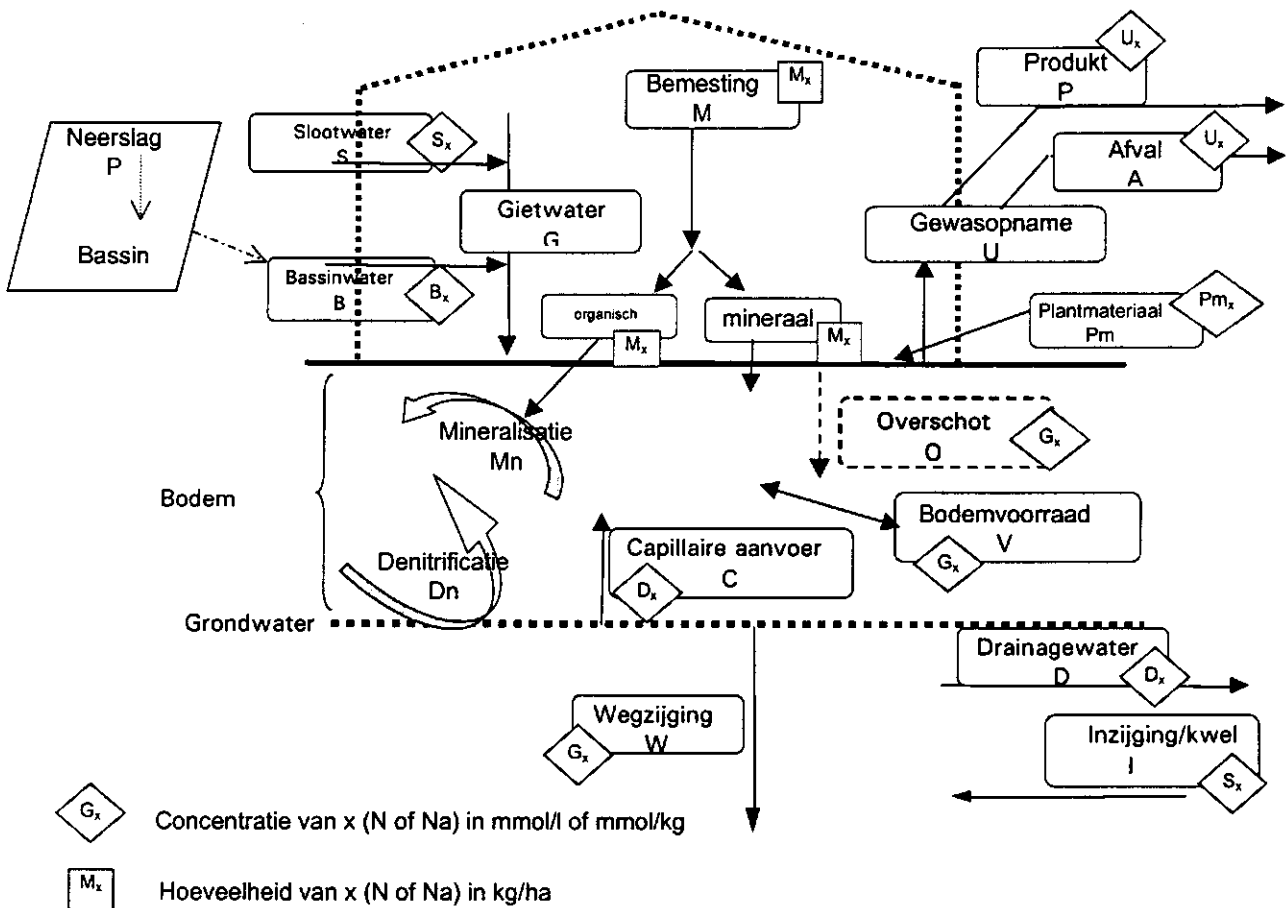 Produkt
P
Ux
Bemesting
M
Mx
Neerslag
P
Bassin
Slootwater
S
Sx
Afval
A
Ux
Gietwater
G
Gewasopname
U
Bassinwater
B
Bx
organisch
Mx
mineraal
Mx
Plantmateriaal
Pm
Pmx
Mineralisatie
Mn
Overschot
O
Gx
Bodem
Bodemvoorraad
V
Gx
Denitrificatie
Dn
Capillaire aanvoer
C
Dx
Grondwater
Drainagewater
D
Dx
Wegzijging
W
Gx
Inzijging/kwel
I
Sx
Gx
Concentratie van x (N of Na) in mmol/l of mmol/kg
Mx
Hoeveelheid van x (N of Na) in kg/ha